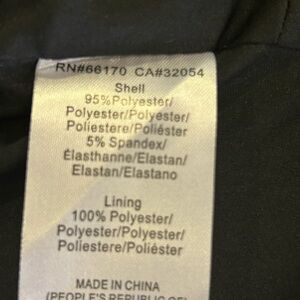 RN#66170 CA#32054
Shell
95%Polyester/
Polyester/Polyester/
Poliestere/Poliéster
5% Spandex/
Élasthanne/Elastan/
Elastan/Elastano
Lining
100% Polyester/
Polyester/Polyester/
Poliestere/Poliéster
MADE IN CHINA
(PEOPLE'S REPUBLIC OF